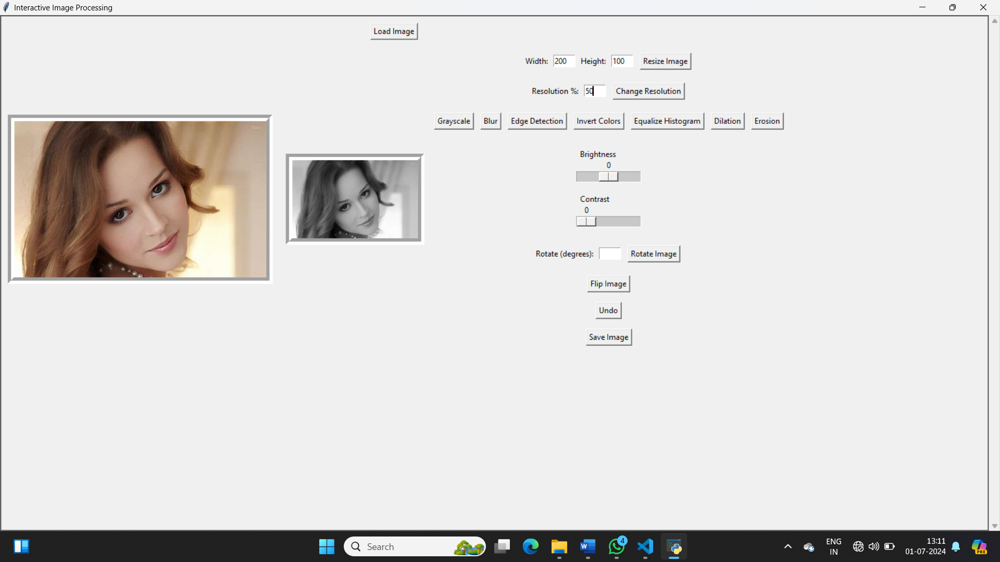 Interactive Image Processing
Load Image
Width: 200 Height: 100 Resize Image
Resolution %: 50 Change Resolution
Grayscale Blur Edge Detection Invert Colors Equalize Histogram Dilation Erosion
Brightness
0
Contrast
0
Rotate (degrees): Rotate Image
Flip Image
Undo
Save Image
Search
4
ENG
IN
13:11
01-07-2024
PRE